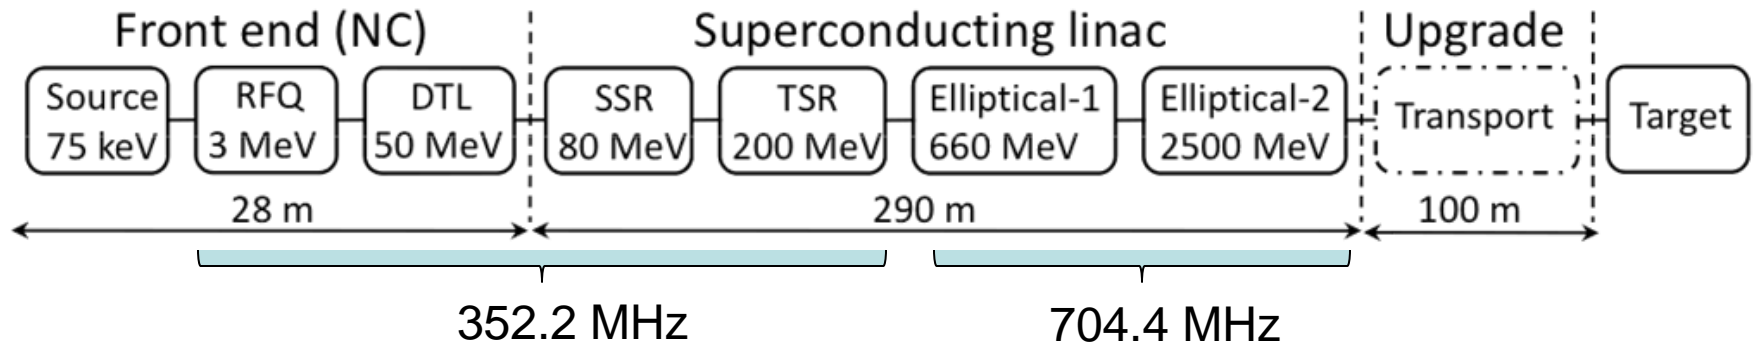 Front end (NC)
Superconducting linac
Upgrade
Source
75 keV
RFQ
3 MeV
DTL
50 MeV
SSR
80 MeV
TSR
200 MeV
Elliptical-1
660 MeV
Elliptical-2
2500 MeV
Transport
Target
28 m
290 m
100 m
352.2 MHz
704.4 MHz